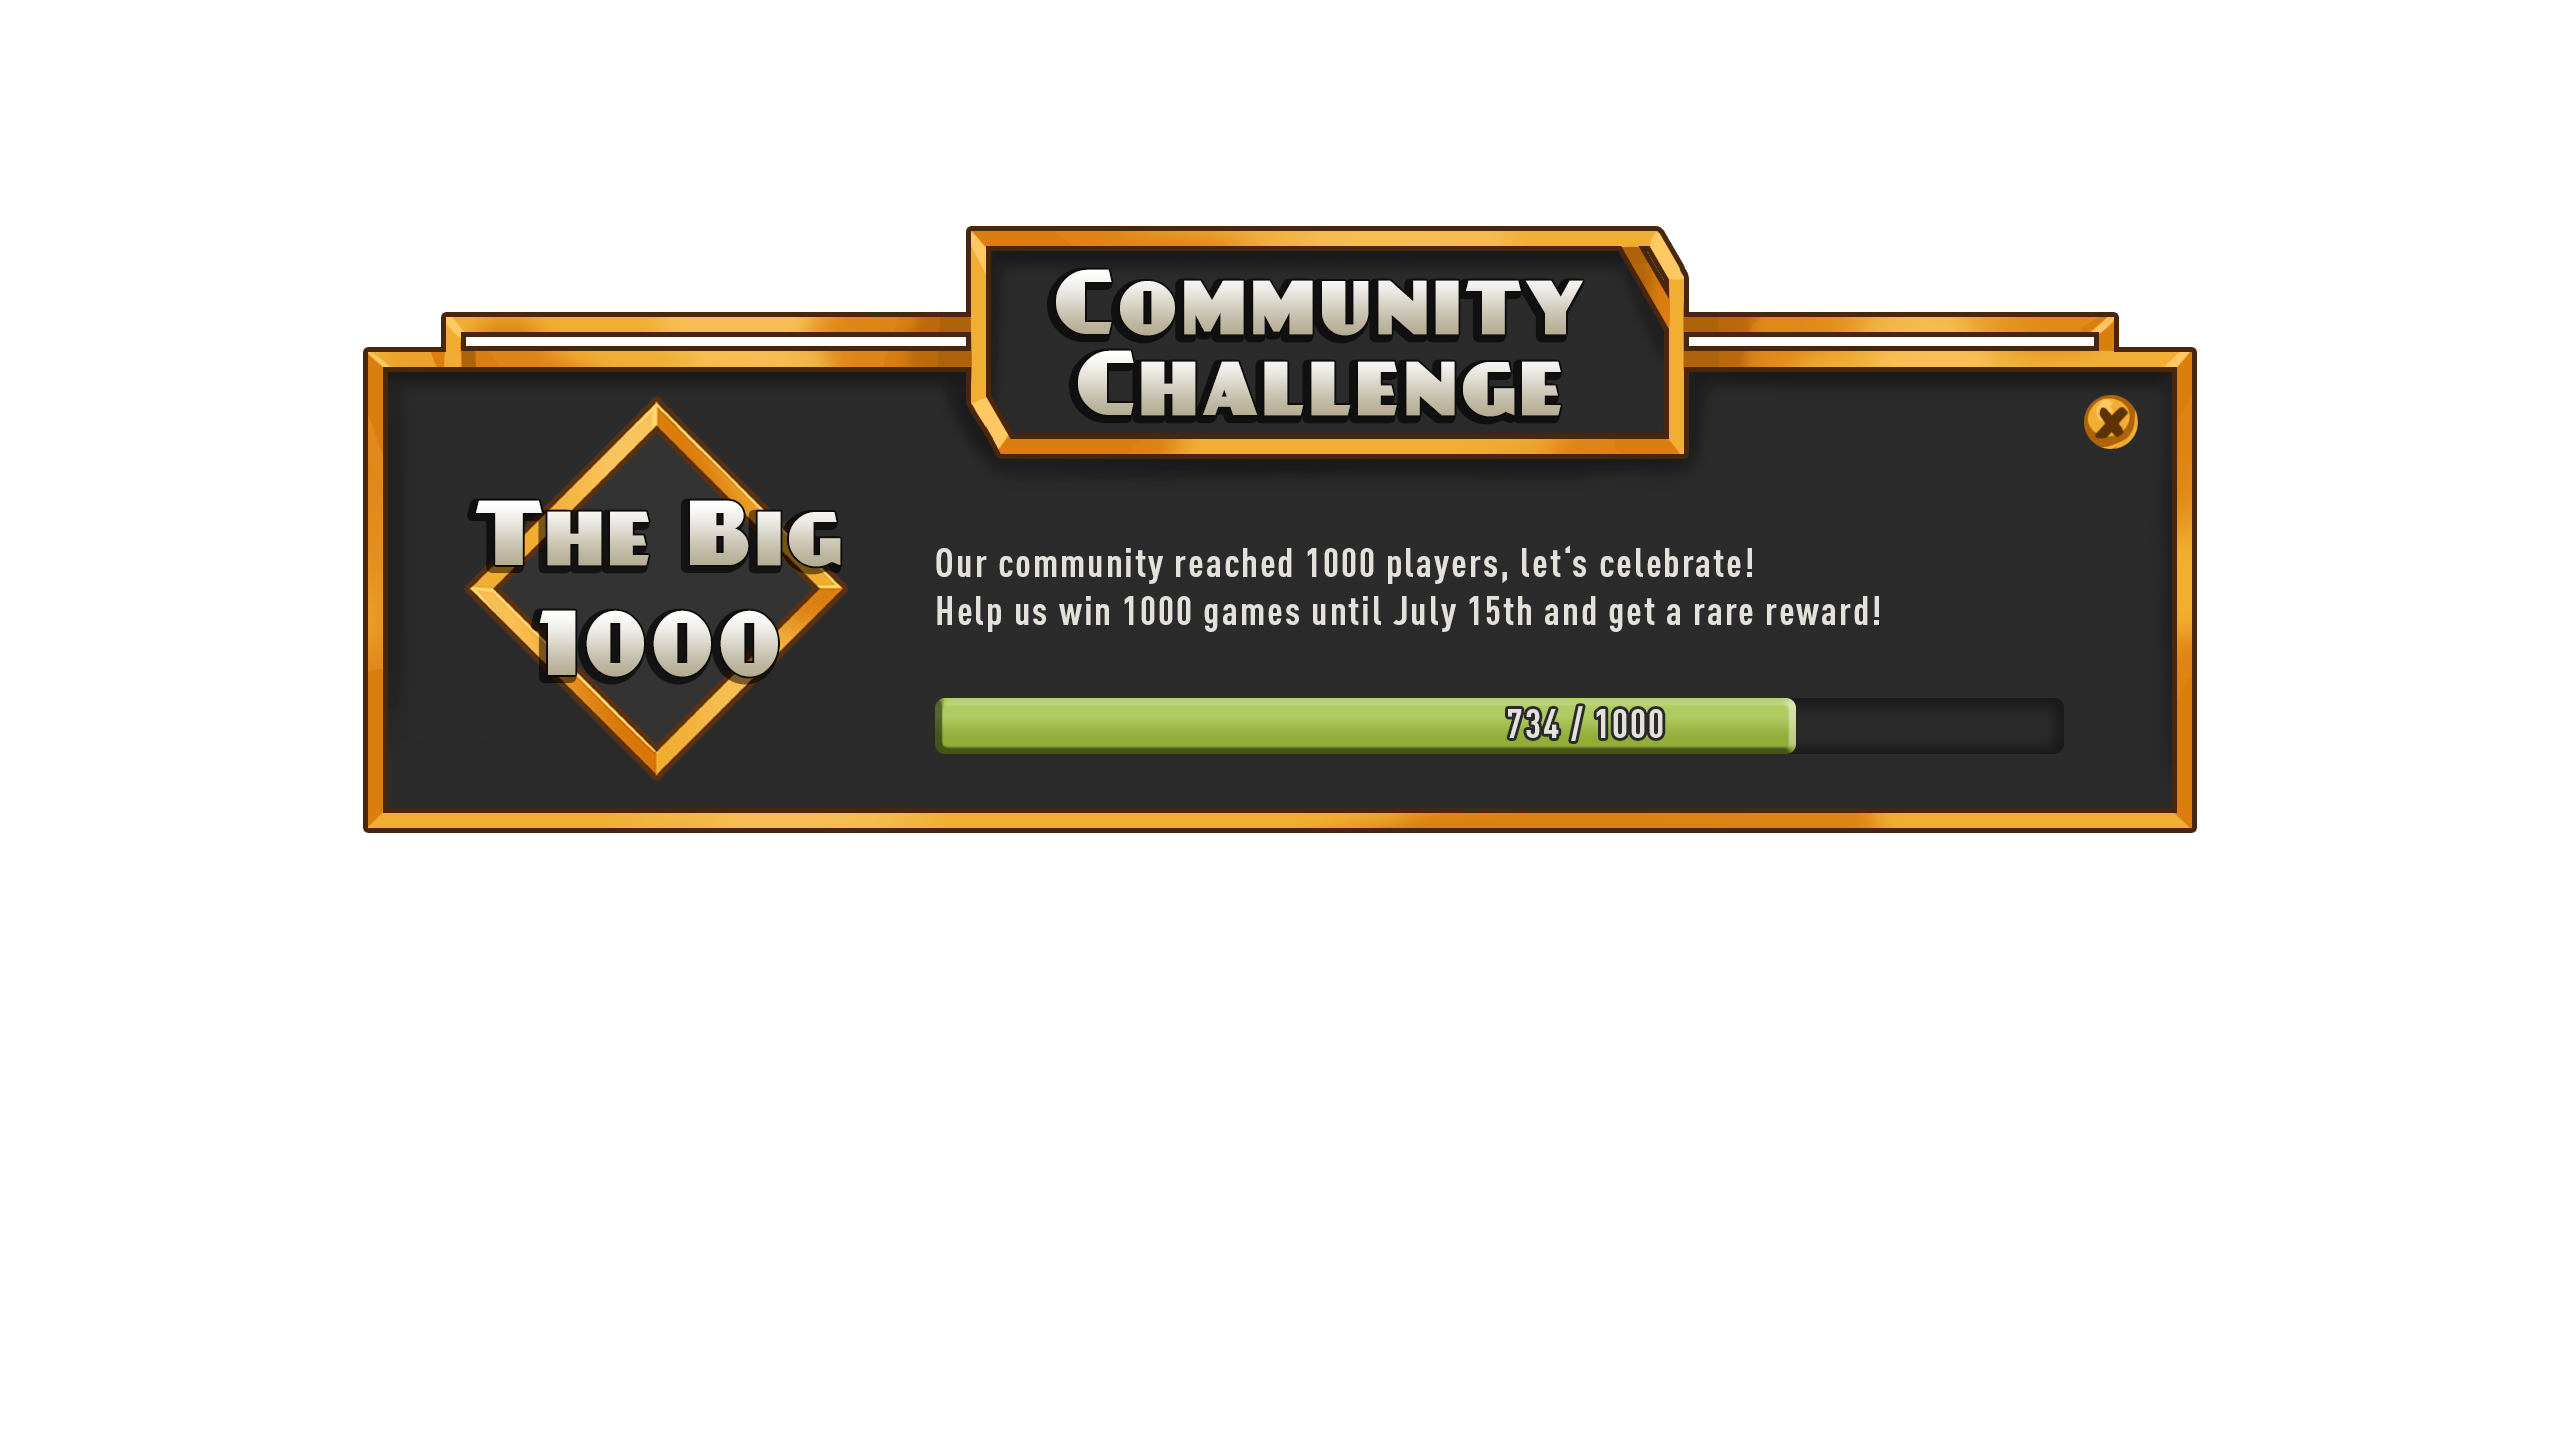 Community
Challenge
The Big
1000
Our community reached 1000 players, let‘s celebrate!
Help us win 1000 games until July 15th and get a rare reward!
734 / 1000